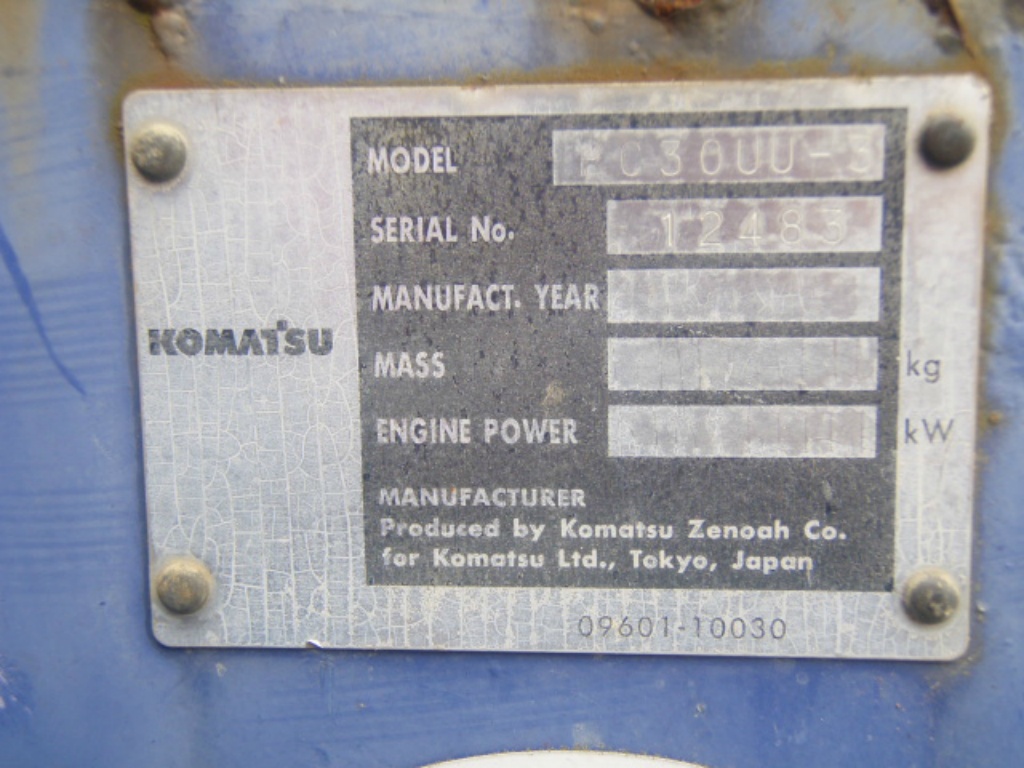 KOMATSU
MODEL PC30UU-3
SERIAL No. 12483
MANUFACT. YEAR
MASS kg
ENGINE POWER kW
MANUFACTURER
Produced by Komatsu Zenoah Co.
for Komatsu Ltd., Tokyo, Japan
09601-10030